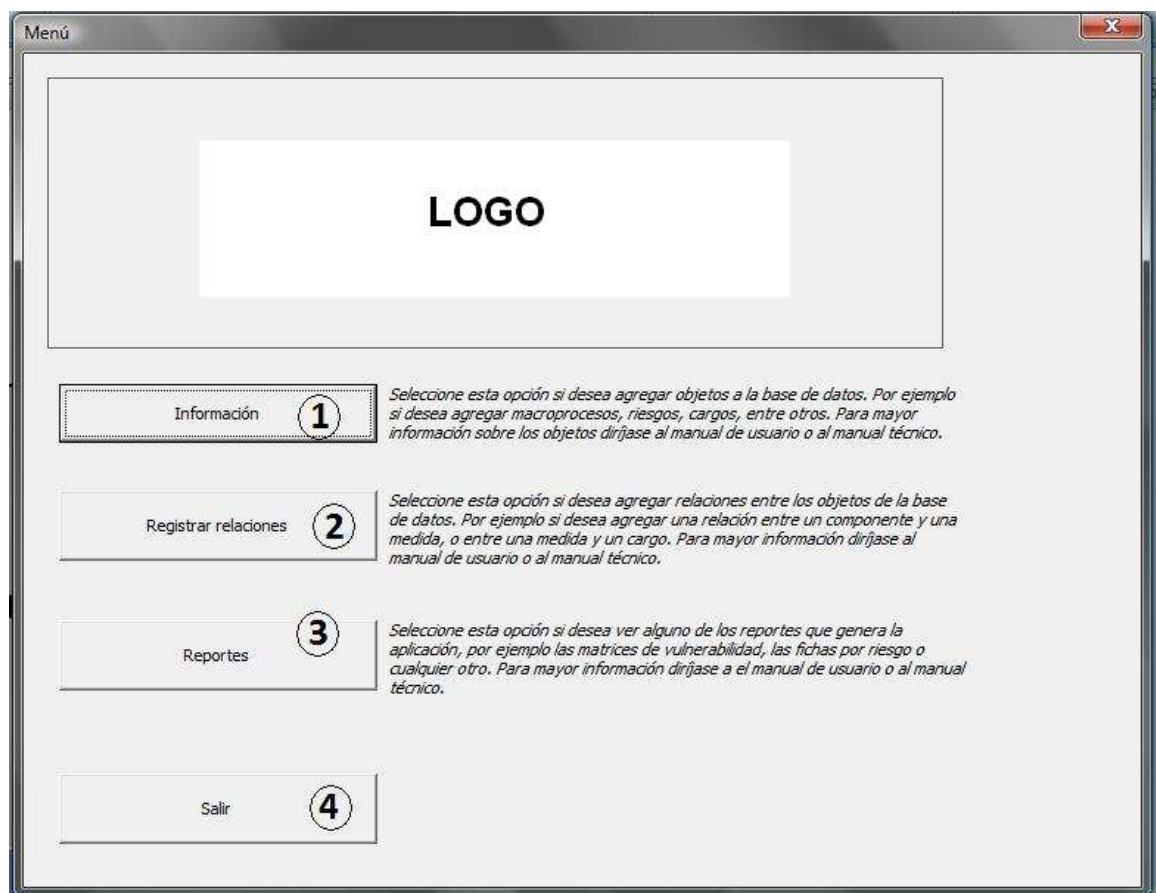 Menú
LOGO
Información 1
Seleccione esta opción si desea agregar objetos a la base de datos. Por ejemplo
si desea agregar macroprocesos, riesgos, cargos, entre otros. Para mayor
información sobre los objetos diríjase al manual de usuario o al manual técnico.
Registrar relaciones 2
Seleccione esta opción si desea agregar relaciones entre los objetos de la base
de datos. Por ejemplo si desea agregar una relación entre un componente y una
medida, o entre una medida y un cargo. Para mayor información diríjase al
manual de usuario o al manual técnico.
Reportes 3
Seleccione esta opción si desea ver alguno de los reportes que genera la
aplicación, por ejemplo las matrices de vulnerabilidad, las fichas por riesgo o
cualquier otro. Para mayor información diríjase a el manual de usuario o al manual
técnico.
Salir 4